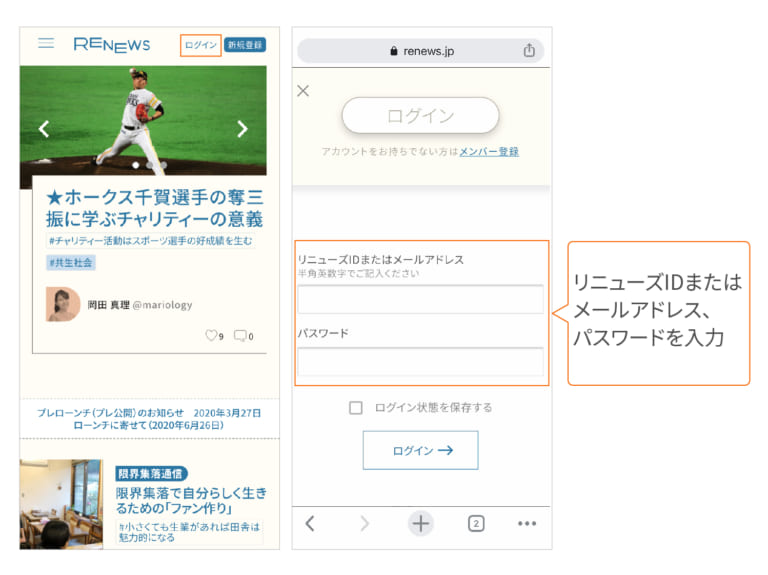 RENEWS
ログイン
新規登録
★ホークス千賀選手の奪三
振に学ぶチャリティーの意義
#チャリティー活動はスポーツ選手の好成績を生む
#共生社会
岡田 真理 @mariology
9
0
プレローンチ(プレ公開)のお知らせ 2020年3月27日
ローンチに寄せて(2020年6月26日)
限界集落通信
限界集落で自分らしく生き
るための「ファン作り」
#小さくても生業があれば田舎は
魅力的になる
renews.jp
ログイン
アカウントをお持ちでない方はメンバー登録
リニューズIDまたはメールアドレス
半角英数字でご記入ください
パスワード
ログイン状態を保存する
ログイン
2
リニューズIDまたは
メールアドレス、
パスワードを入力